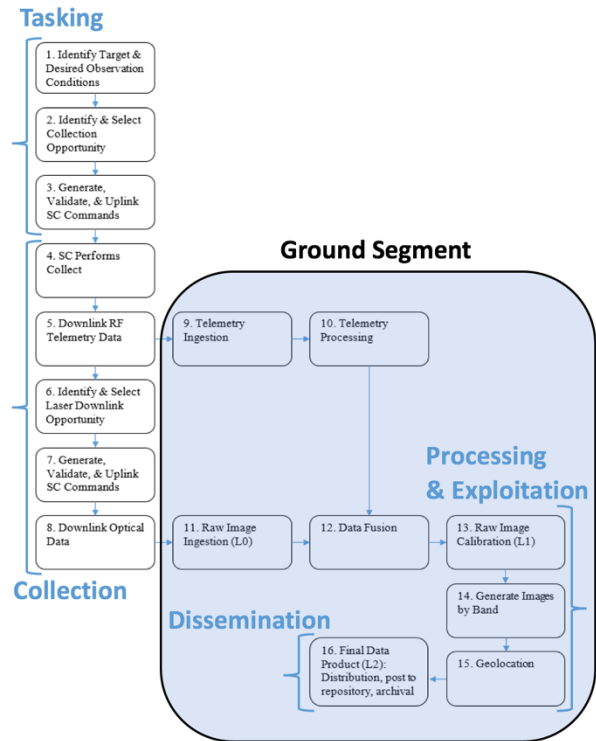 Tasking
1. Identify Target &
Desired Observation
Conditions
2. Identify & Select
Collection
Opportunity
3. Generate,
Validate, & Uplink
SC Commands
4. SC Performs
Collect
Ground Segment
5. Downlink RF
Telemetry Data
9. Telemetry
Ingestion
10. Telemetry
Processing
6. Identify & Select
Laser Downlink
Opportunity
7. Generate,
Validate, & Uplink
SC Commands
Processing
& Exploitation
8. Downlink Optical
Data
11. Raw Image
Ingestion (L0)
12. Data Fusion
13. Raw Image
Calibration (L1)
Collection
14. Generate Images
by Band
Dissemination
15. Geolocation
16. Final Data
Product (L2):
Distribution, post to
repository, archival